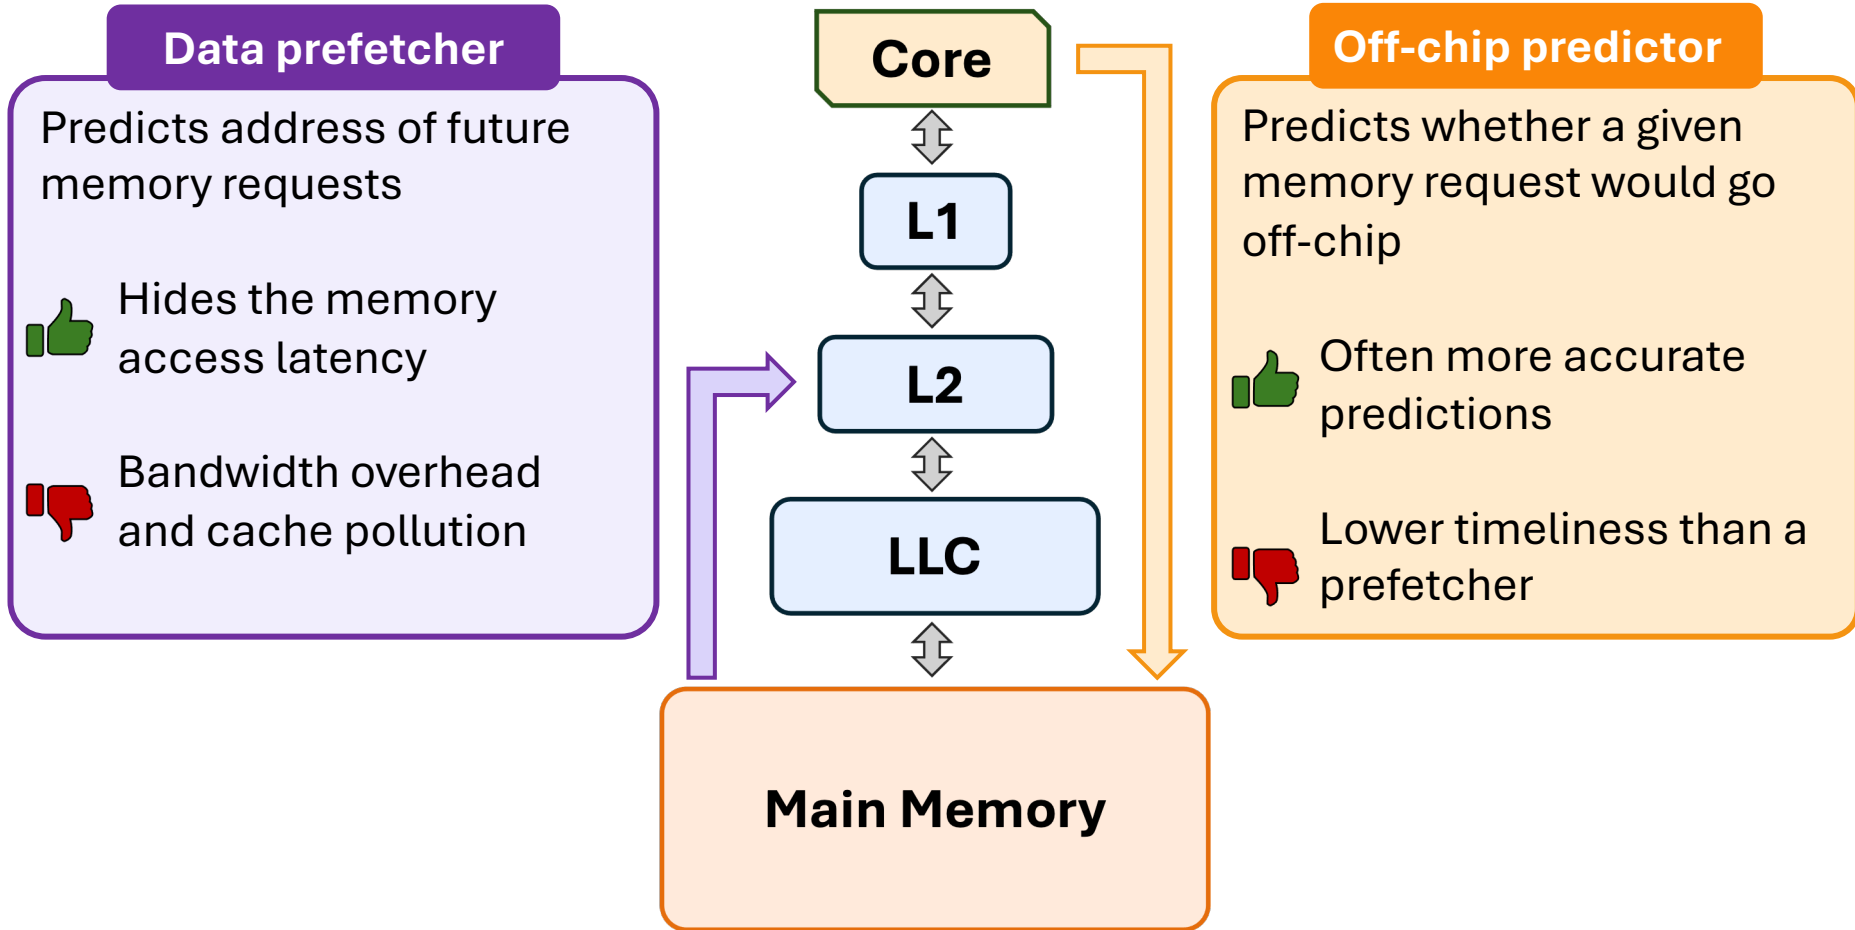 Data prefetcher
Predicts address of future
memory requests
Hides the memory
access latency
Bandwidth overhead
and cache pollution
Core
L1
L2
LLC
Main Memory
Off-chip predictor
Predicts whether a given
memory request would go
off-chip
Often more accurate
predictions
Lower timeliness than a
prefetcher